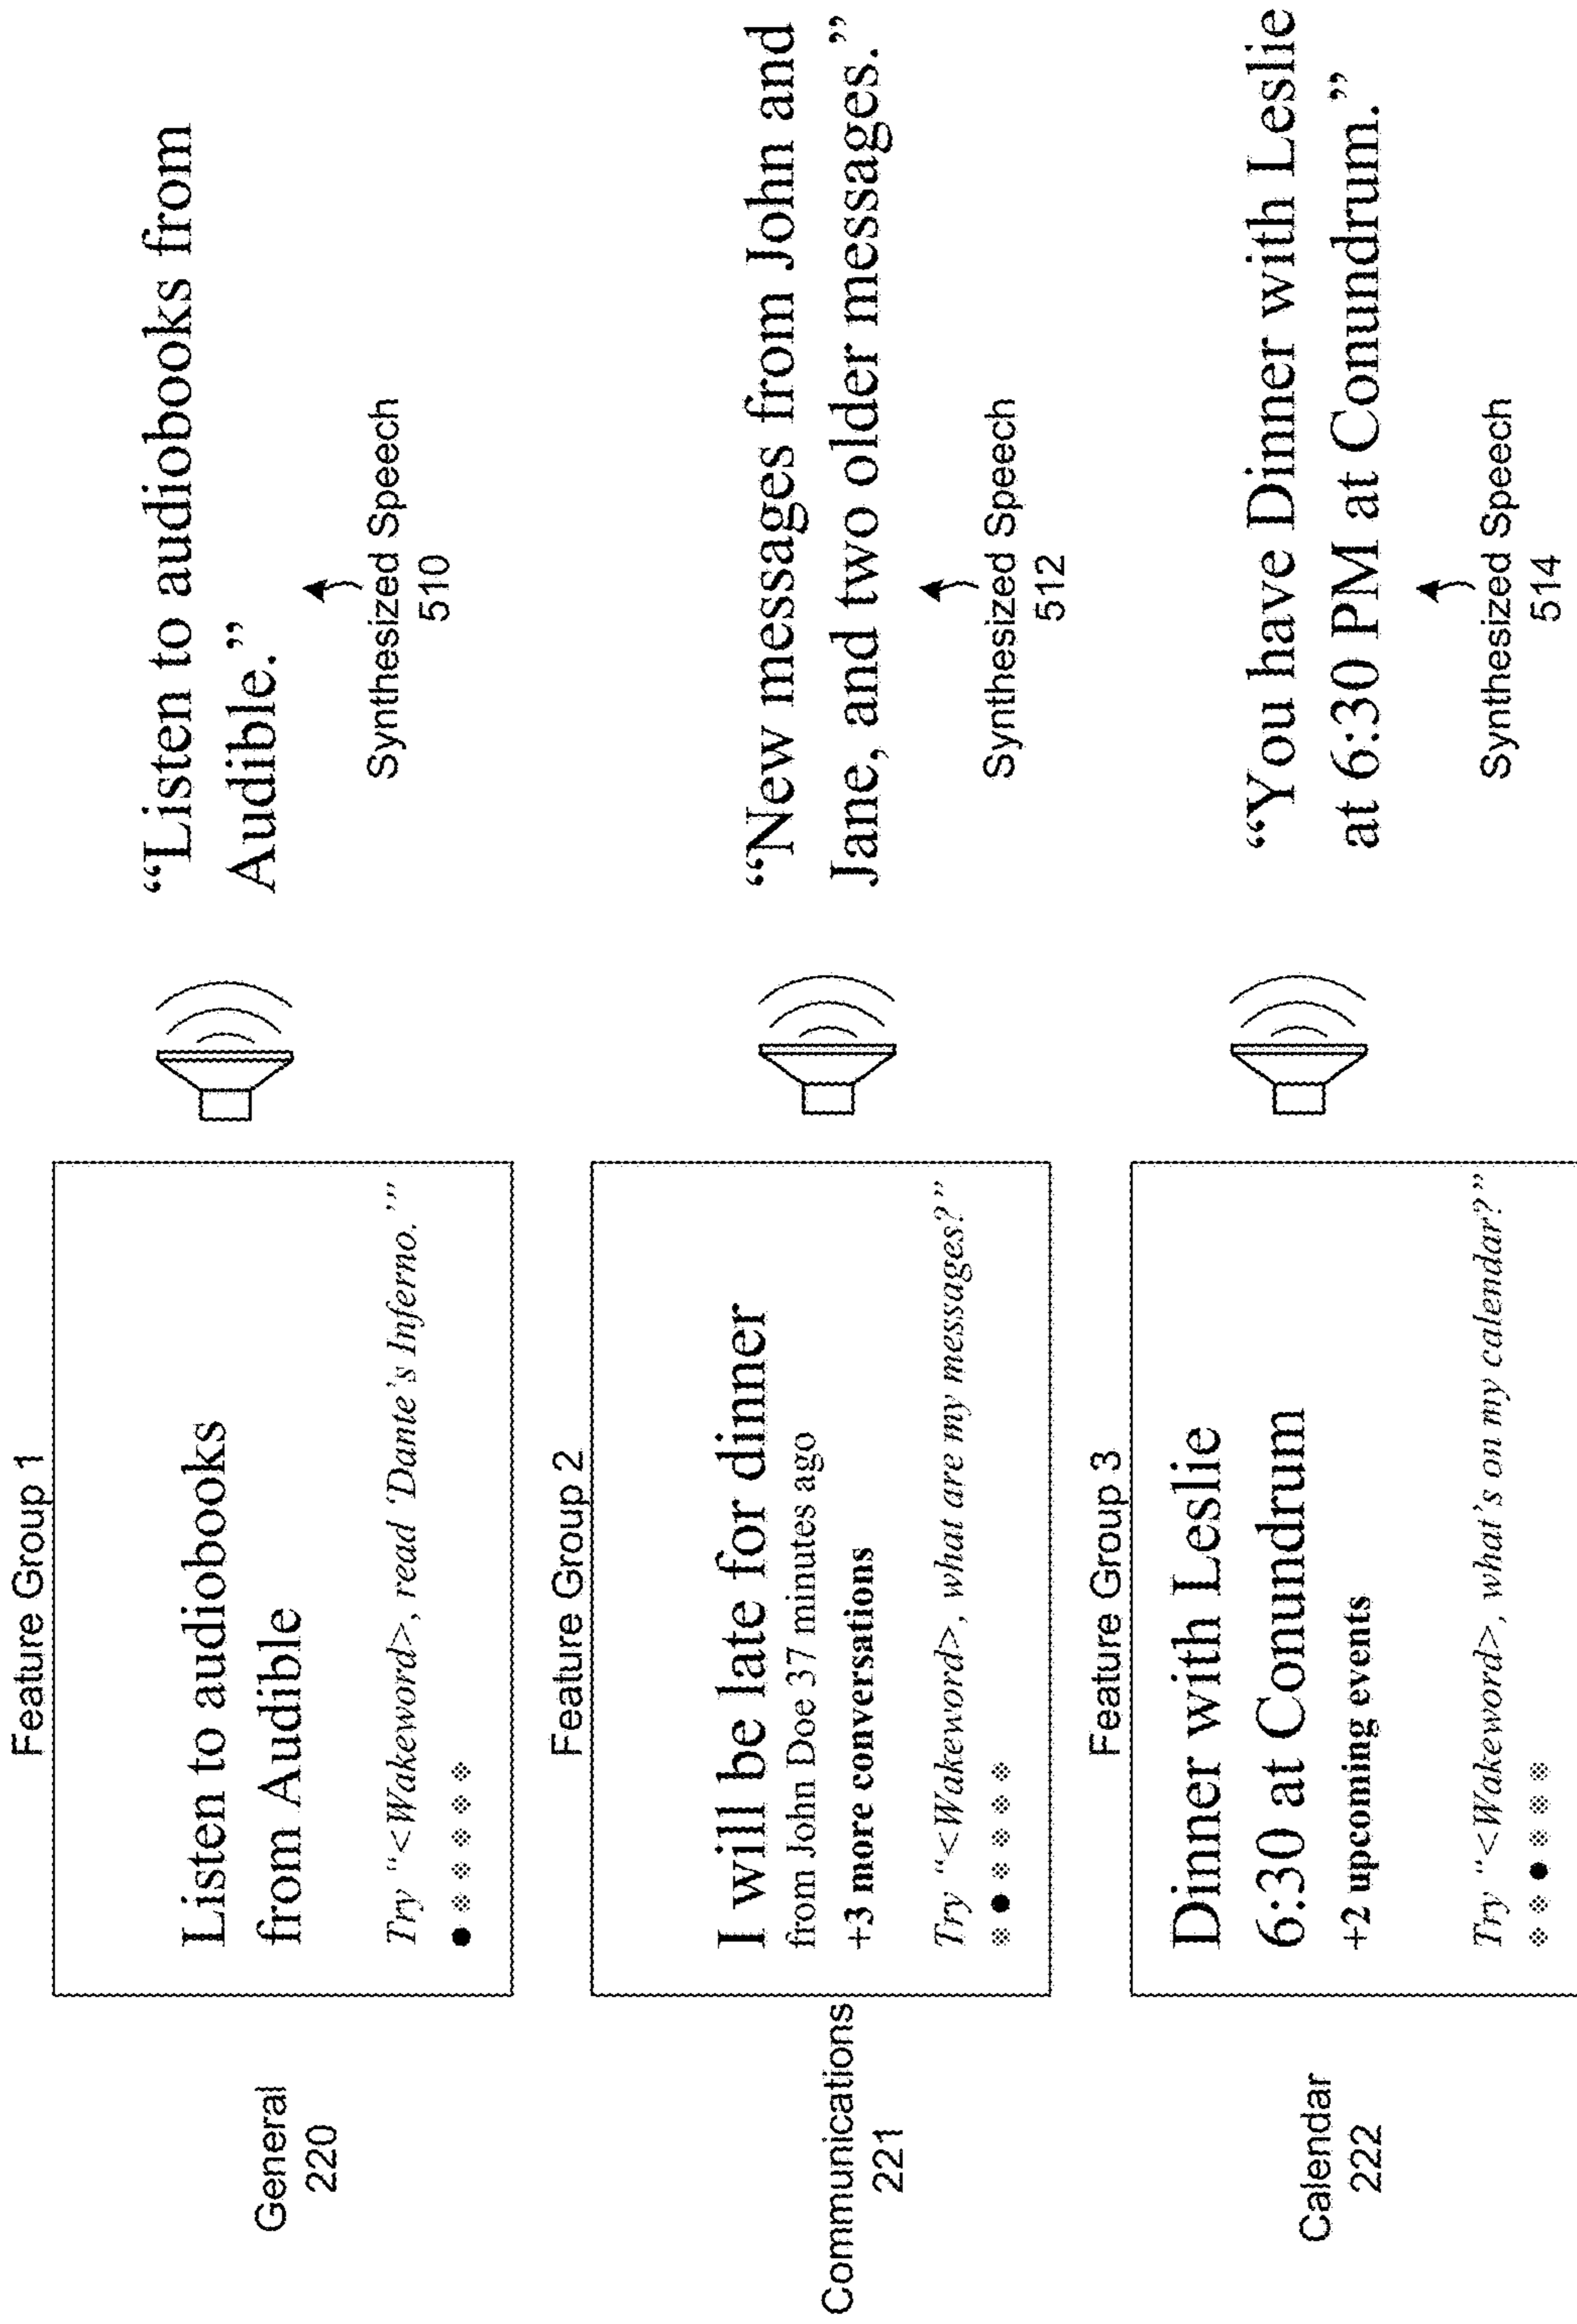 Feature Group 1
General
220
Listen to audiobooks
from Audible
Try “<Wakeword>, read ‘Dante’s Inferno.’”
“Listen to audiobooks from
Audible.”
Synthesized Speech
510
Feature Group 2
Communications
221
I will be late for dinner
from John Doe 37 minutes ago
+3 more conversations
Try “<Wakeword>, what are my messages?”
“New messages from John and
Jane, and two older messages.”
Synthesized Speech
512
Feature Group 3
Calendar
222
Dinner with Leslie
6:30 at Conundrum
+2 upcoming events
Try “<Wakeword>, what's on my calendar?”
“You have Dinner with Leslie
at 6:30 PM at Conundrum.”
Synthesized Speech
514